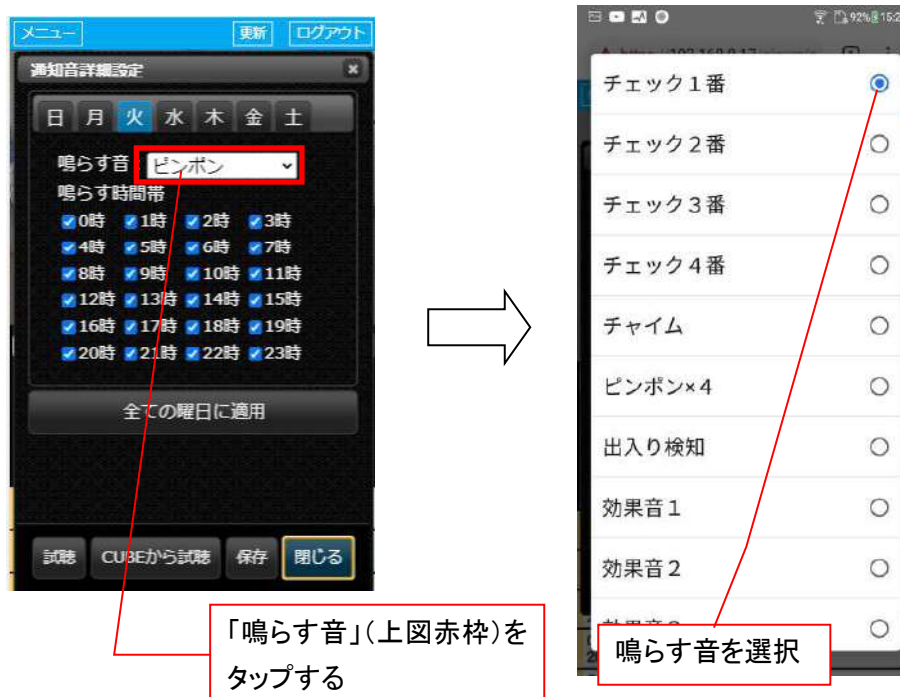 メニュー 更新 ログアウト
通知音詳細設定 ×
日 月 火 水 木 金 土
鳴らす音 ピンポン
鳴らす時間帯
0時 1時 2時 3時
4時 5時 6時 7時
8時 9時 10時 11時
12時 13時 14時 15時
16時 17時 18時 19時
20時 21時 22時 23時
全ての曜日に適用
試聴 CUBEから試聴 保存 閉じる
「鳴らす音」(上図赤枠)を
タップする
92% 15:2
チェック1番
チェック2番
チェック3番
チェック4番
チャイム
ピンポン×4
出入り検知
効果音1
効果音2
鳴らす音を選択